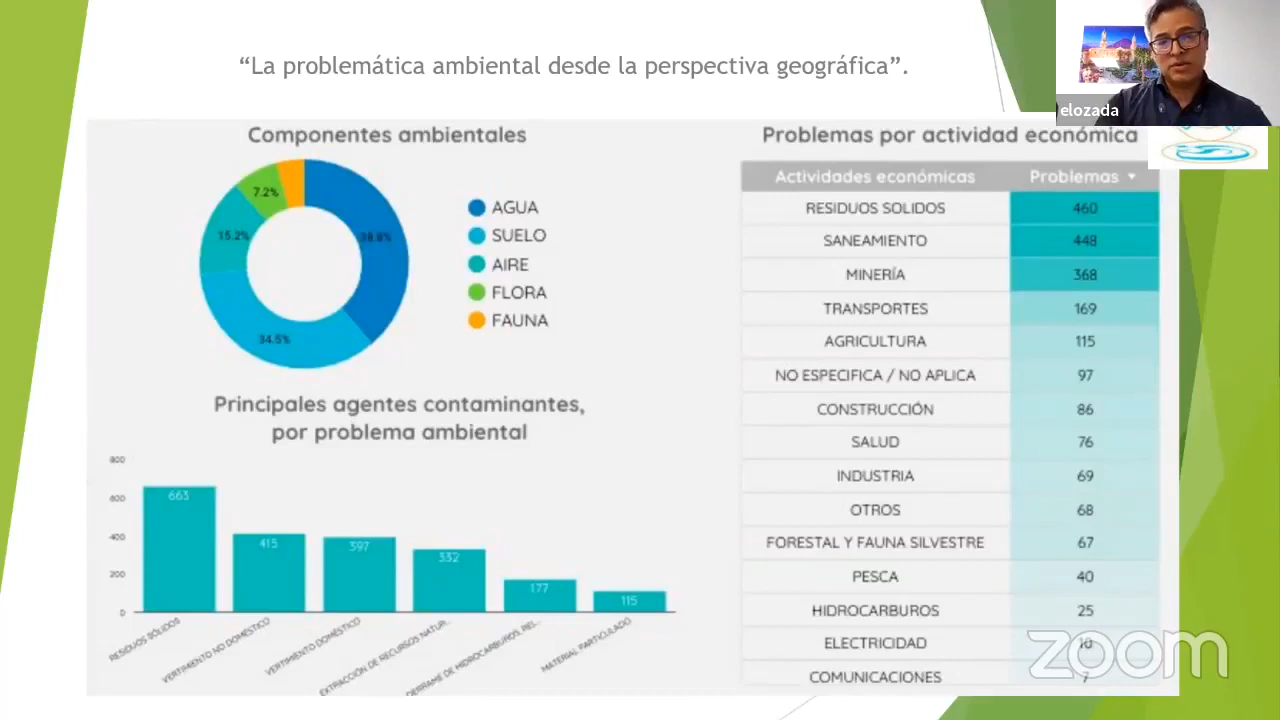 “La problemática ambiental desde la perspectiva geográfica”.
elozada
Componentes ambientales
7.2%
15.2%
38.8%
34.5%
AGUA
SUELO
AIRE
FLORA
FAUNA
Principales agentes contaminantes,
por problema ambiental
800
600
400
200
0
663
415
397
332
177
115
RESIDUOS SÓLIDOS
VERTIMIENTO NO DOMÉSTICO
VERTIMIENTO DOMÉSTICO
EXTRACCIÓN DE RECURSOS NATUR...
DERRAME DE HIDROCARBUROS, REL...
MATERIAL PARTICULADO
Problemas por actividad económica
Actividades económicas Problemas
RESIDUOS SOLIDOS 460
SANEAMIENTO 448
MINERÍA 368
TRANSPORTES 169
AGRICULTURA 115
NO ESPECIFICA / NO APLICA 97
CONSTRUCCIÓN 86
SALUD 76
INDUSTRIA 69
OTROS 68
FORESTAL Y FAUNA SILVESTRE 67
PESCA 40
HIDROCARBUROS 25
ELECTRICIDAD 10
COMUNICACIONES 7
zoom